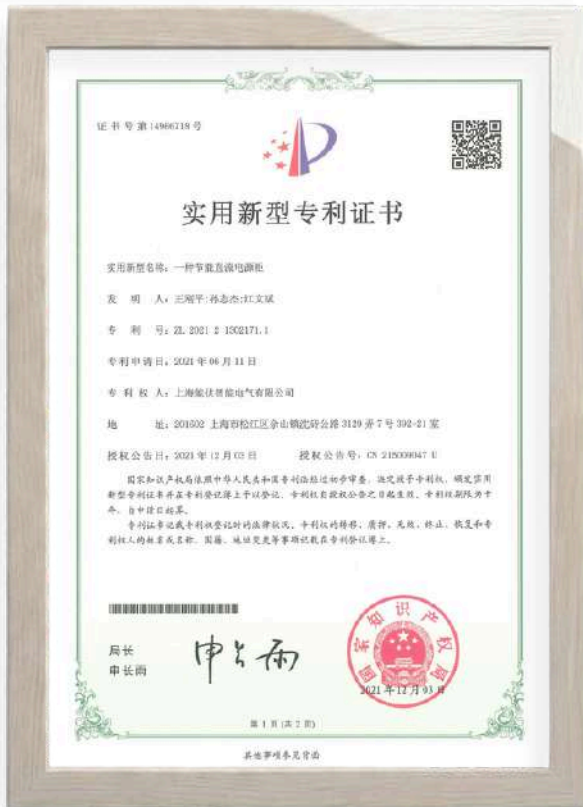 证书号第14966718号
实用新型专利证书
实用新型名称：一种节能直流电源柜
发 明 人：王刚平;孙志杰;江文斌
专 利 号：ZL 2021 2 1302171.1
专利申请日：2021年06月11日
专 利 权 人：上海能伏智能电气有限公司
地 址：201602 上海市松江区佘山镇沈砖公路3129弄7号392-21室
授权公告日：2021年12月03日 授权公告号：CN 215009047 U
国家知识产权局依照中华人民共和国专利法经过初步审查，决定授予专利权，颁发实用
新型专利证书并在专利登记簿上予以登记。专利权自授权公告之日起生效。专利权期限为十
年，自申请日起算。
专利证书记载专利权登记时的法律状况。专利权的转移、质押、无效、终止、恢复和专
利权人的姓名或名称、国籍、地址变更等事项记载在专利登记簿上。
局长
申长雨
申长雨
国家知识产权局
2021年12月03日
第 1 页 (共 2 页)
其他事项参见背面